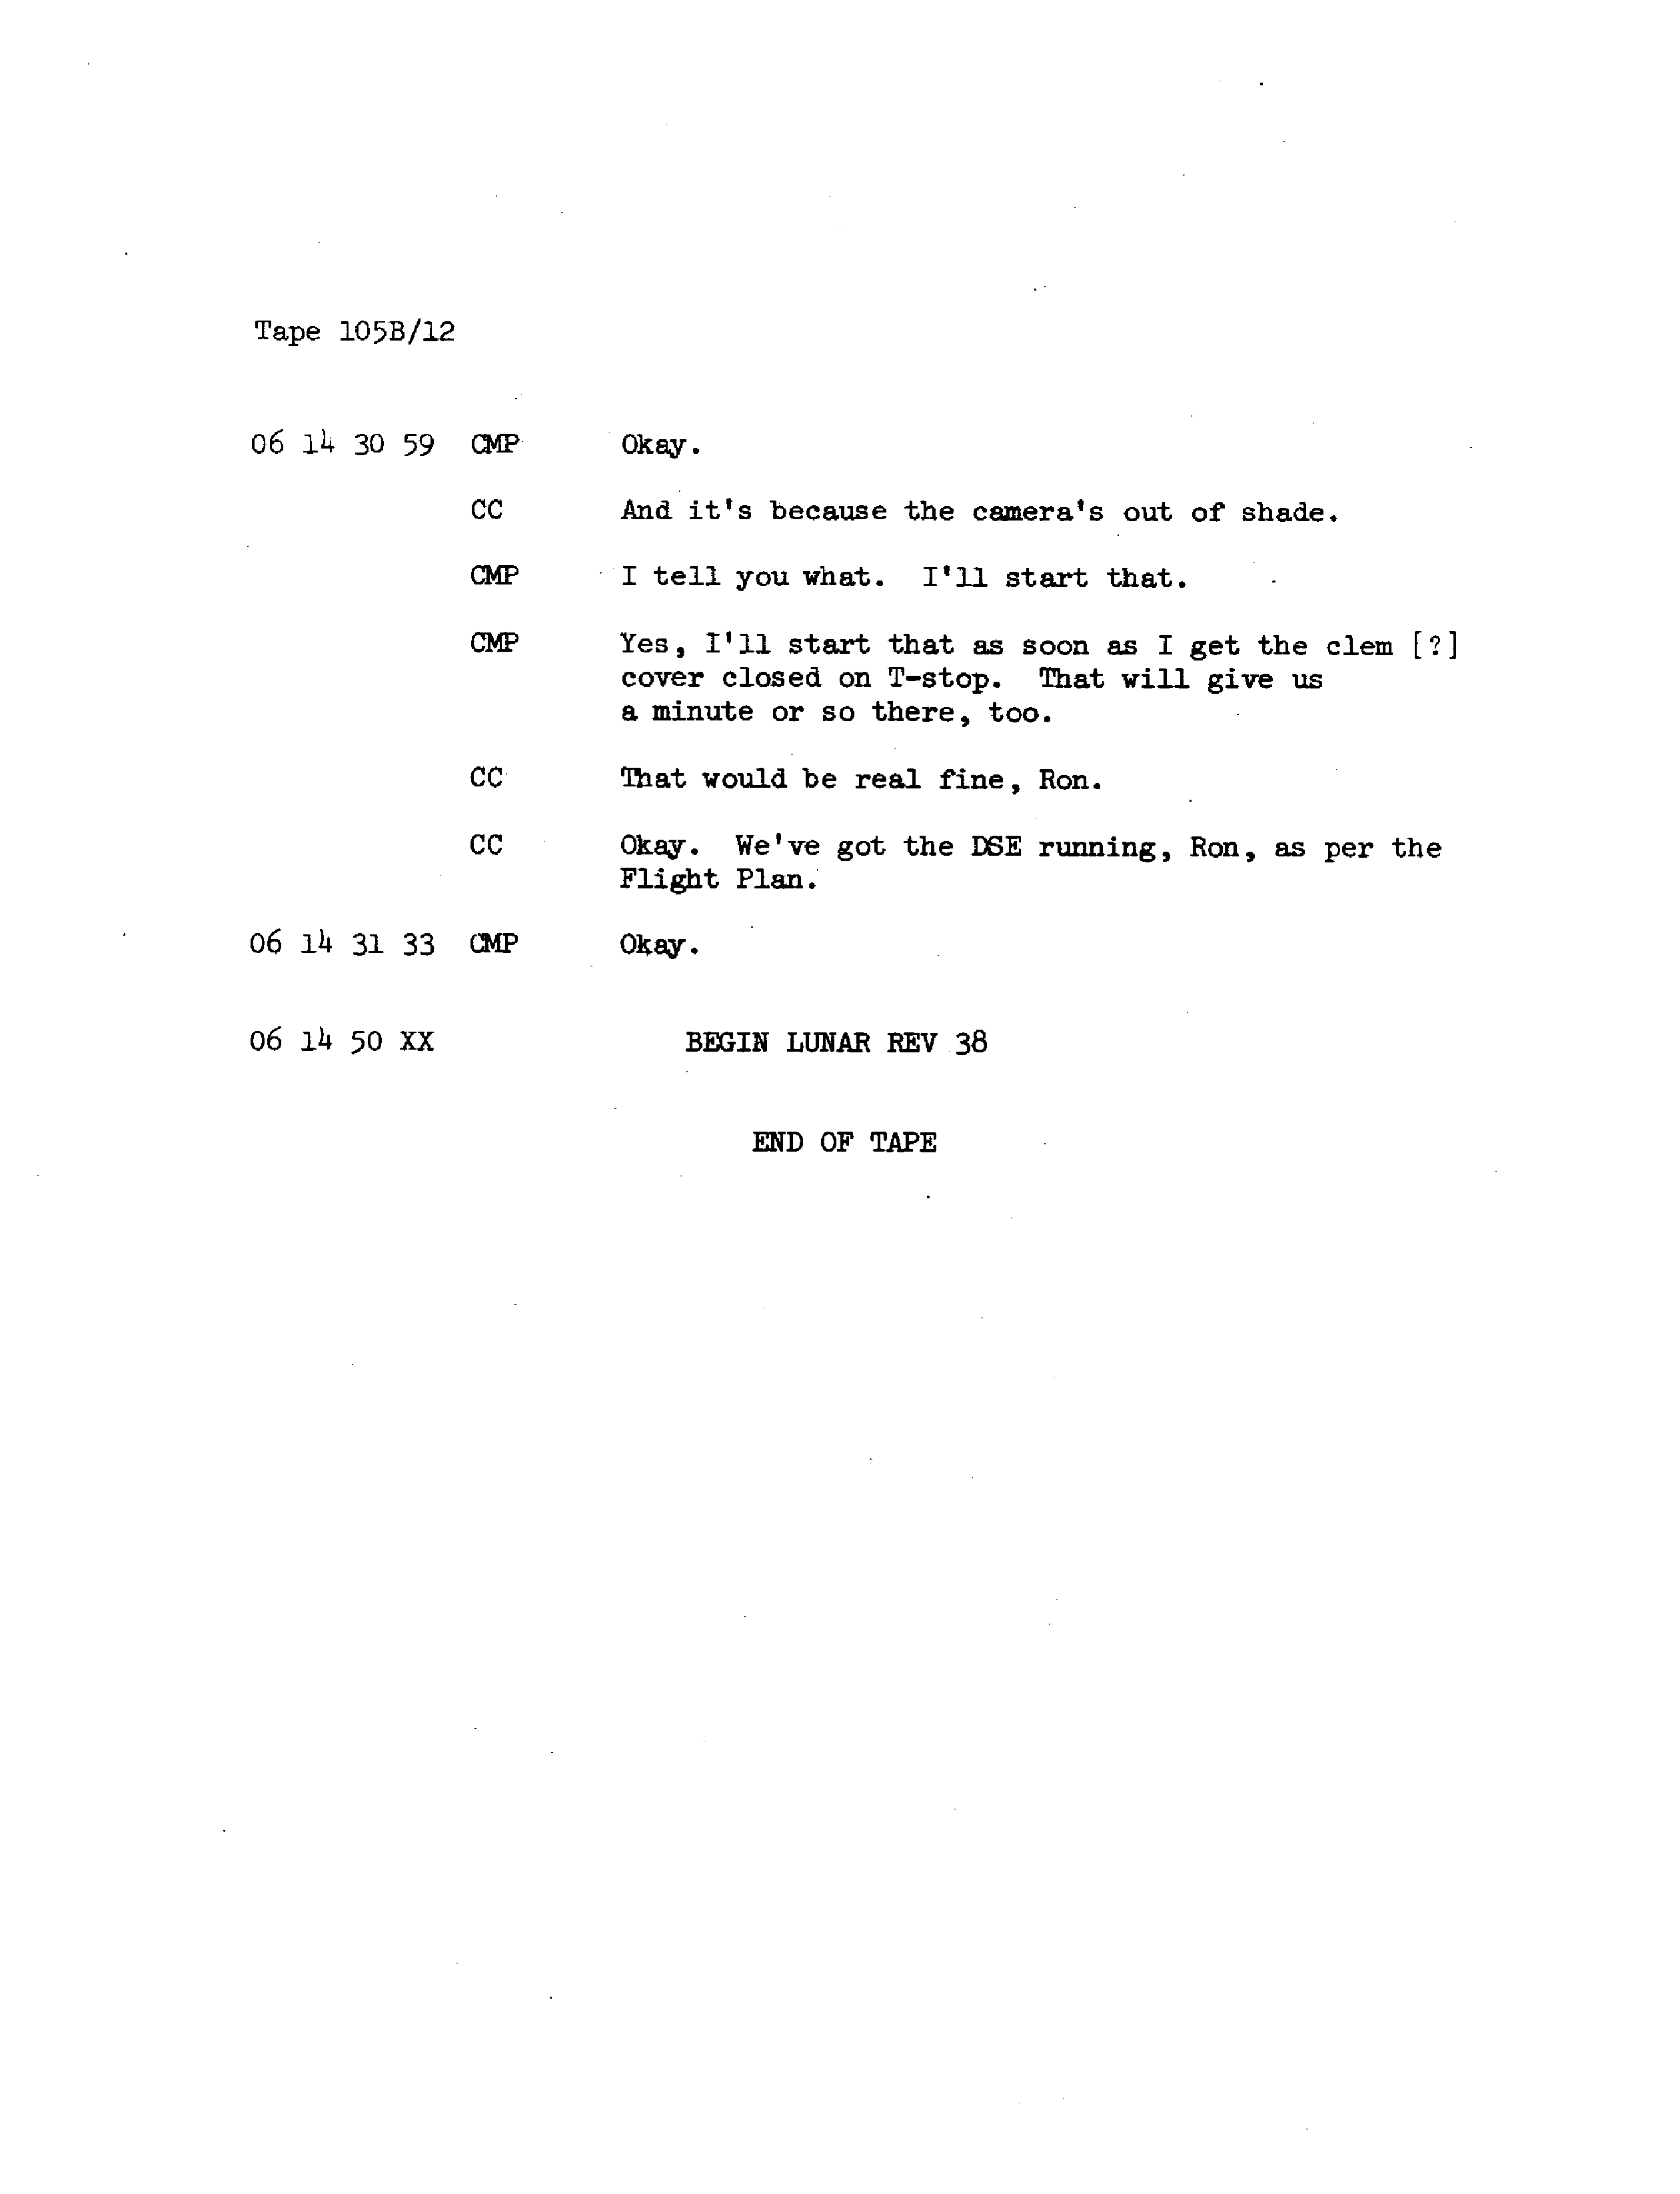 Tape 105B/12
06 14 30 59 CMP Okay.
CC And it's because the camera's out of shade.
CMP I tell you what. I'll start that.
CMP Yes, I'll start that as soon as I get the clem [?]
cover closed on T-stop. That will give us
a minute or so there, too.
CC That would be real fine, Ron.
CC Okay. We've got the DSE running, Ron, as per the
Flight Plan.
06 14 31 33 CMP Okay.
06 14 50 XX BEGIN LUNAR REV 38
END OF TAPE